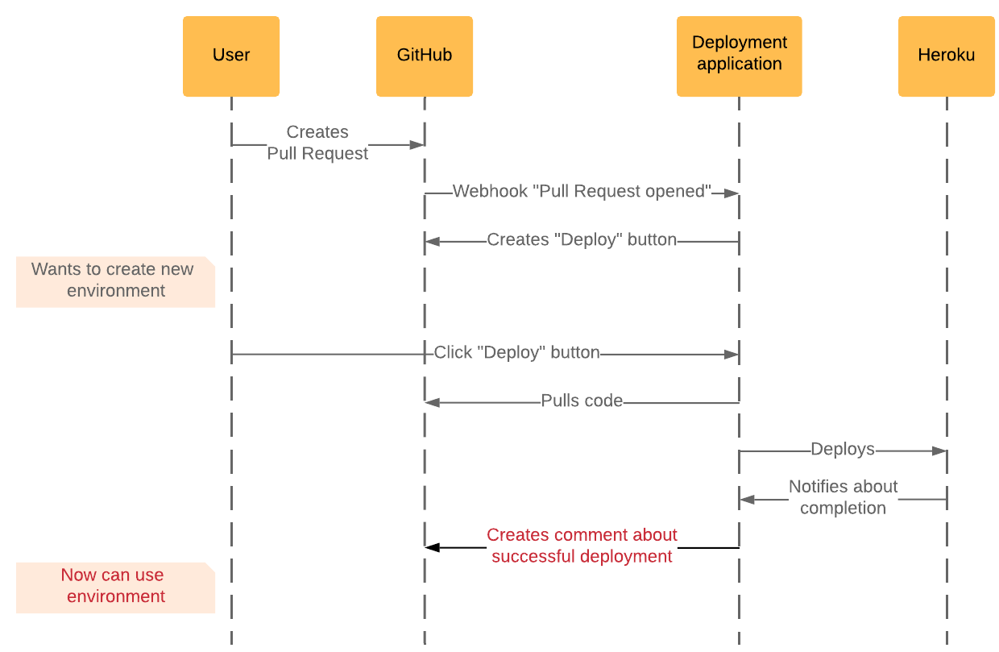 User
GitHub
Deployment
application
Heroku
Creates
Pull Request
Webhook "Pull Request opened"
Creates "Deploy" button
Wants to create new
environment
Click "Deploy" button
Pulls code
Deploys
Notifies about
completion
Creates comment about
successful deployment
Now can use
environment